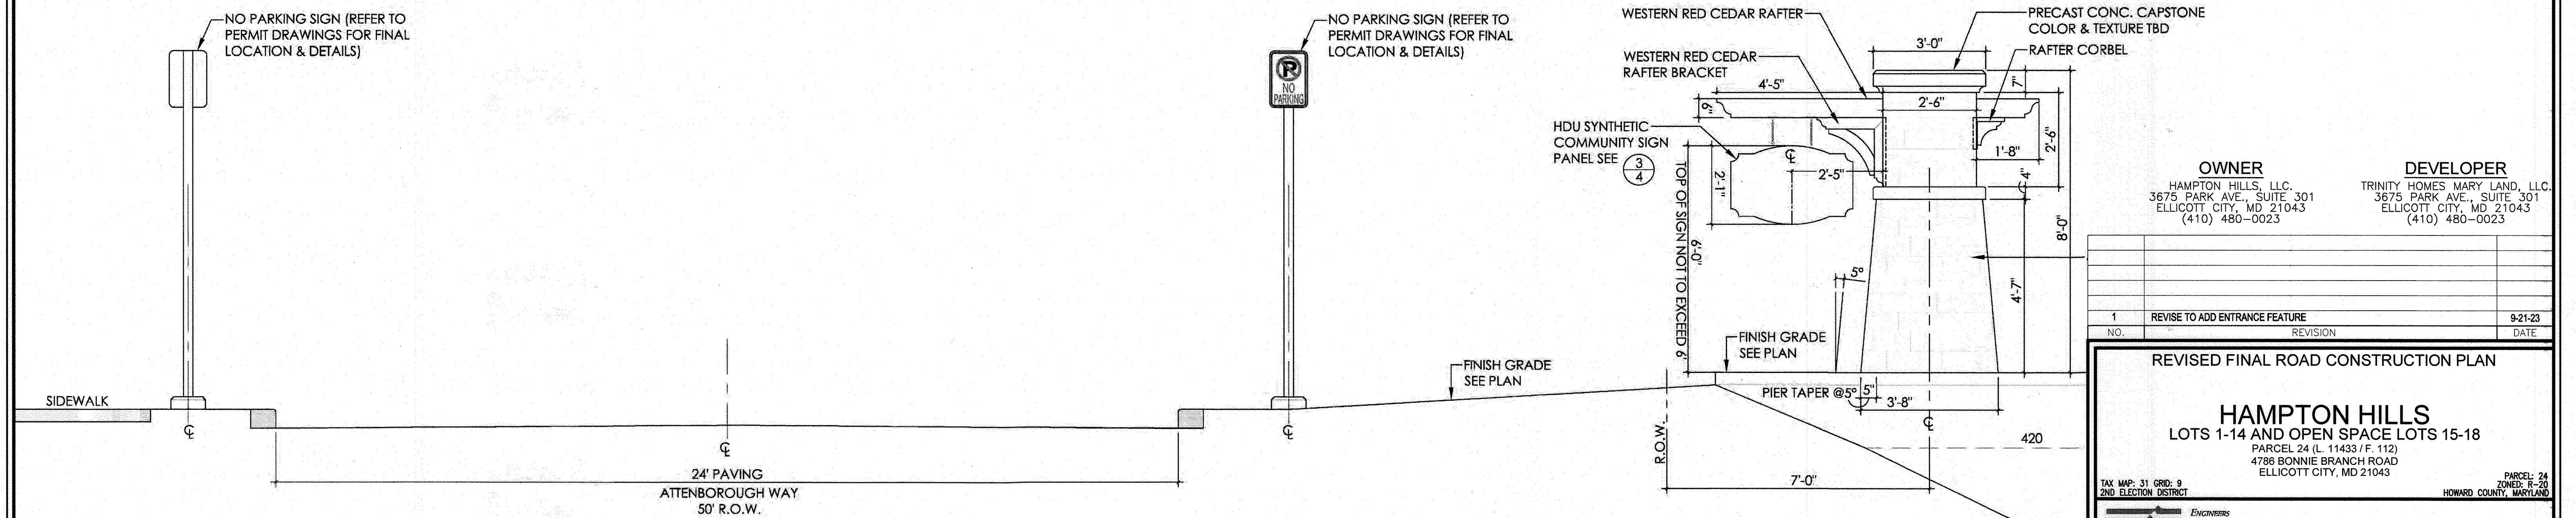 NO PARKING SIGN (REFER TO
PERMIT DRAWINGS FOR FINAL
LOCATION & DETAILS)
SIDEWALK
℄
℄
24' PAVING
ATTENBOROUGH WAY
50' R.O.W.
NO PARKING SIGN (REFER TO
PERMIT DRAWINGS FOR FINAL
LOCATION & DETAILS)
P
NO
PARKING
℄
FINISH GRADE
SEE PLAN
WESTERN RED CEDAR RAFTER
WESTERN RED CEDAR
RAFTER BRACKET
4'-5"
6"
HDU SYNTHETIC
COMMUNITY SIGN
PANEL SEE
3
4
TOP OF SIGN NOT TO EXCEED 6'
6'-0"
2'-1"
℄
2'-5"
3'-0"
2'-6"
PRECAST CONC. CAPSTONE
COLOR & TEXTURE TBD
RAFTER CORBEL
7"
2'-6"
1'-8"
4"
8'-0"
4'-7"
5°
FINISH GRADE
SEE PLAN
PIER TAPER @5°
5"
3'-8"
℄
R.O.W.
420
7'-0"
OWNER
HAMPTON HILLS, LLC.
3675 PARK AVE., SUITE 301
ELLICOTT CITY, MD 21043
(410) 480-0023
DEVELOPER
TRINITY HOMES MARY LAND, LLC.
3675 PARK AVE., SUITE 301
ELLICOTT CITY, MD 21043
(410) 480-0023
1 REVISE TO ADD ENTRANCE FEATURE 9-21-23
NO. REVISION DATE
REVISED FINAL ROAD CONSTRUCTION PLAN
HAMPTON HILLS
LOTS 1-14 AND OPEN SPACE LOTS 15-18
PARCEL 24 (L. 11433 / F. 112)
4786 BONNIE BRANCH ROAD
ELLICOTT CITY, MD 21043
TAX MAP: 31 GRID: 9
2ND ELECTION DISTRICT
PARCEL: 24
ZONED: R-20
HOWARD COUNTY, MARYLAND
ENGINEERS